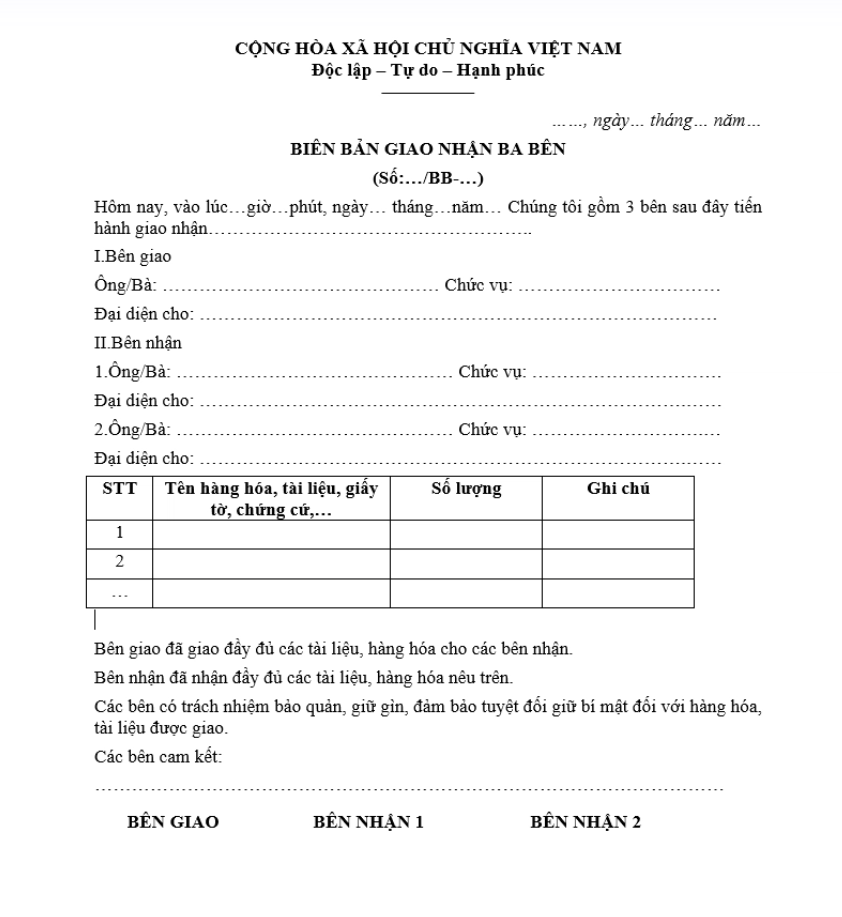 CỘNG HÒA XÃ HỘI CHỦ NGHĨA VIỆT NAM
Độc lập – Tự do – Hạnh phúc
……, ngày… tháng… năm…
BIÊN BẢN GIAO NHẬN BA BÊN
(Số:…/BB-…)
Hôm nay, vào lúc…giờ…phút, ngày… tháng…năm… Chúng tôi gồm 3 bên sau đây tiến
hành giao nhận………………………………………………..
I.Bên giao
Ông/Bà: ………………………………………… Chức vụ: ……………………………
Đại diện cho: ……………………………………………………………………………
II.Bên nhận
1.Ông/Bà: ……………………………………… Chức vụ: …………………………
Đại diện cho: ……………………………………………………………………………
2.Ông/Bà: ……………………………………… Chức vụ: …………………………
Đại diện cho: ……………………………………………………………………………
STT Tên hàng hóa, tài liệu, giấy Số lượng Ghi chú
tờ, chứng cứ,…
1
2
…
Bên giao đã giao đầy đủ các tài liệu, hàng hóa cho các bên nhận.
Bên nhận đã nhận đầy đủ các tài liệu, hàng hóa nêu trên.
Các bên có trách nhiệm bảo quản, giữ gìn, đảm bảo tuyệt đối giữ bí mật đối với hàng hóa,
tài liệu được giao.
Các bên cam kết:
……………………………………………………………………………………………
BÊN GIAO BÊN NHẬN 1 BÊN NHẬN 2